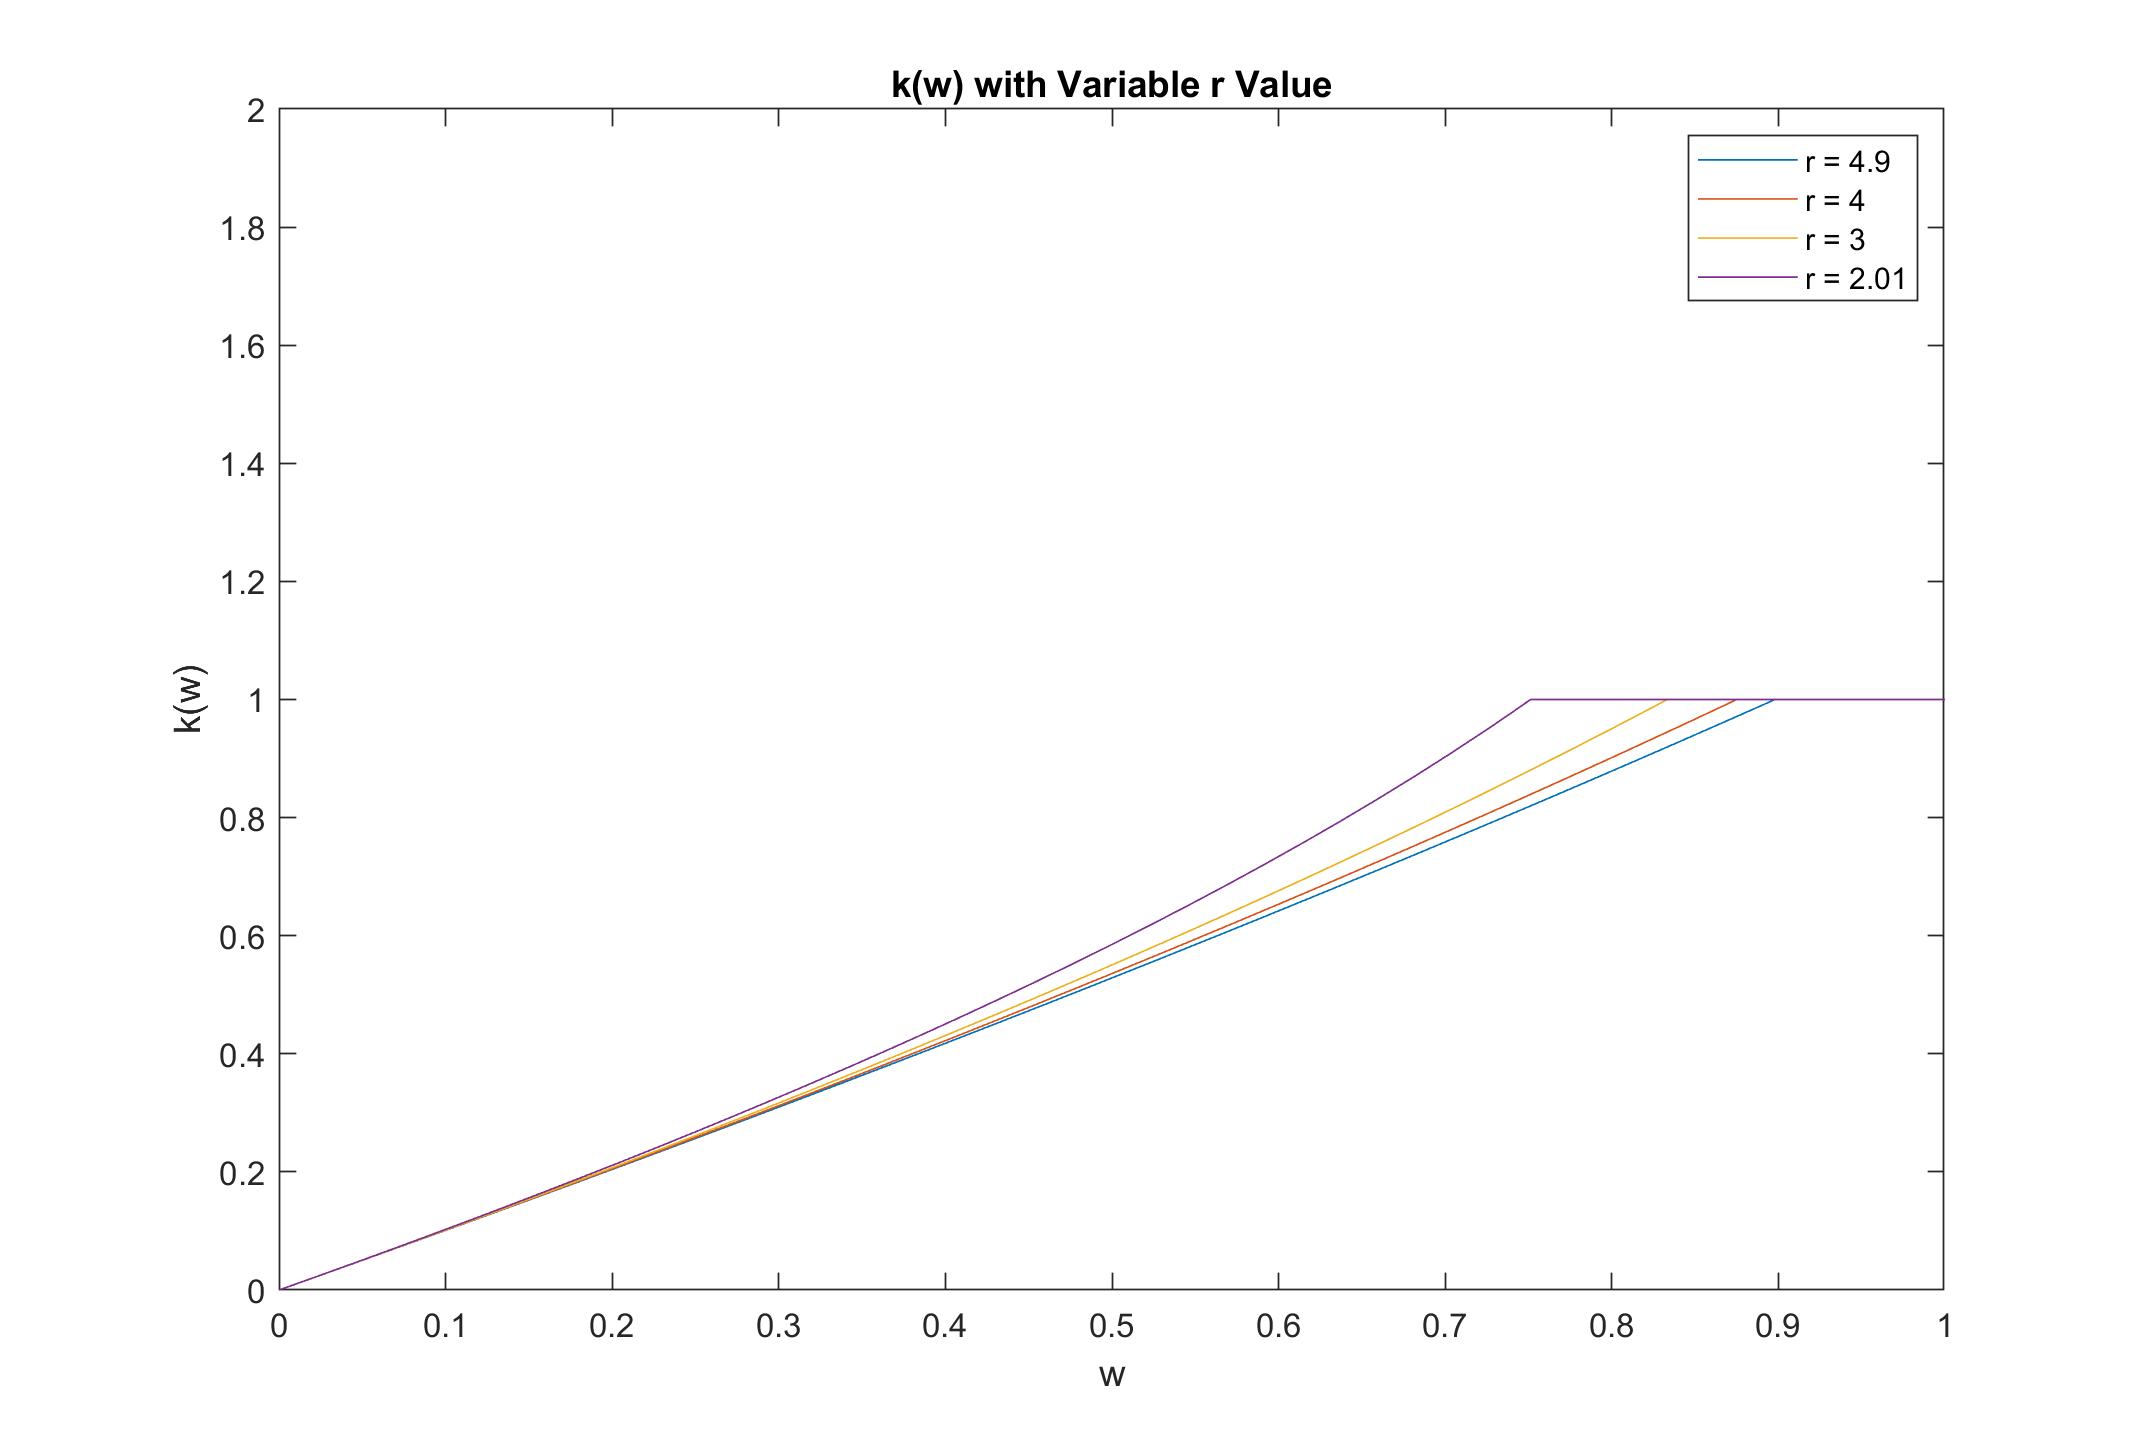 k(w) with Variable r Value
2
1.8
1.6
1.4
1.2
1
0.8
0.6
0.4
0.2
0
k(w)
r = 4.9
r = 4
r = 3
r = 2.01
0 0.1 0.2 0.3 0.4 0.5 0.6 0.7 0.8 0.9 1
w